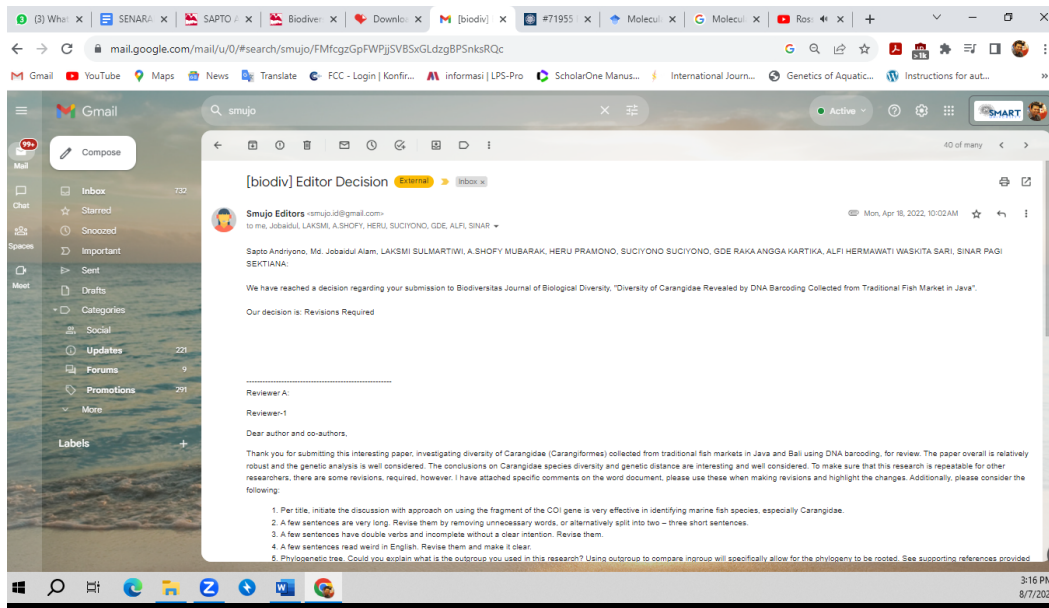 (3) What
SENARA
SAPTO A
Biodiver
Downlo
[biodiv]
#71955
Molecul
Molecul
Ros
mail.google.com/mail/u/0/#search/smujo/FMfcgzGpFWPjjSVBSxGLdzgBPSnksRQc
>1k
Gmail
YouTube
Maps
News
Translate
FCC - Login | Konfir...
informasi | LPS-Pro
ScholarOne Manus...
International Journ...
Genetics of Aquatic...
Instructions for aut...
»
Gmail
smujo
Active
SMART
99+
Mail
Chat
Spaces
Meet
Compose
40 of many
Inbox 732
Starred
Snoozed
Important
Sent
Drafts
Categories
Social
Updates 221
Forums 9
Promotions 291
More
Labels +
[biodiv] Editor Decision External Inbox x
Smujo Editors <smujo.id@gmail.com>
Mon, Apr 18, 2022, 10:02 AM
to me, Jobaidul, LAKSMI, A.SHOFY, HERU, SUCIYONO, GDE, ALFI, SINAR
Sapto Andriyono, Md. Jobaidul Alam, LAKSMI SULMARTIWI, A.SHOFY MUBARAK, HERU PRAMONO, SUCIYONO SUCIYONO, GDE RAKA ANGGA KARTIKA, ALFI HERMAWATI WASKITA SARI, SINAR PAGI
SEKTIANA:
We have reached a decision regarding your submission to Biodiversitas Journal of Biological Diversity, "Diversity of Carangidae Revealed by DNA Barcoding Collected from Traditional Fish Market in Java".
Our decision is: Revisions Required
------------------------------------------------------
Reviewer A:
Reviewer-1
Dear author and co-authors,
Thank you for submitting this interesting paper, investigating diversity of Carangidae (Carangiformes) collected from traditional fish markets in Java and Bali using DNA barcoding, for review. The paper overall is relatively
robust and the genetic analysis is well considered. The conclusions on Carangidae species diversity and genetic distance are interesting and well considered. To make sure that this research is repeatable for other
researchers, there are some revisions, required, however. I have attached specific comments on the word document, please use these when making revisions and highlight the changes. Additionally, please consider the
following:
1. Per title, initiate the discussion with approach on using the fragment of the COI gene is very effective in identifying marine fish species, especially Carangidae.
2. A few sentences are very long. Revise them by removing unnecessary words, or alternatively split into two – three short sentences.
3. A few sentences have double verbs and incomplete without a clear intention. Revise them.
4. A few sentences read weird in English. Revise them and make it clear.
5. Phylogenetic tree. Could you explain what is the outgroup you used in this research? Using outgroup to compare ingroup will specifically allow for the phylogeny to be rooted. See supporting references provided
3:16 PM
8/7/202